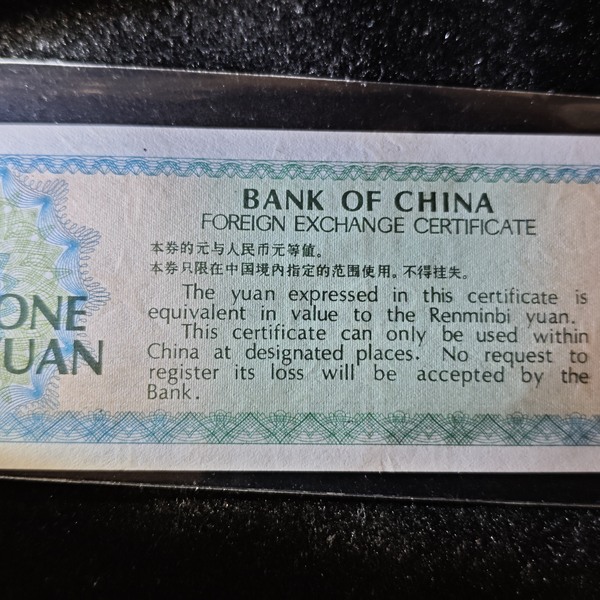 BANK OF CHINA
FOREIGN EXCHANGE CERTIFICATE
本券的元与人民币元等值。
本券只限在中国境内指定的范围使用。不得挂失。
The yuan expressed in this certificate is
equivalent in value to the Renminbi yuan.
This certificate can only be used within
China at designated places. No request to
register its loss will be accepted by the
Bank.
ONE
YUAN